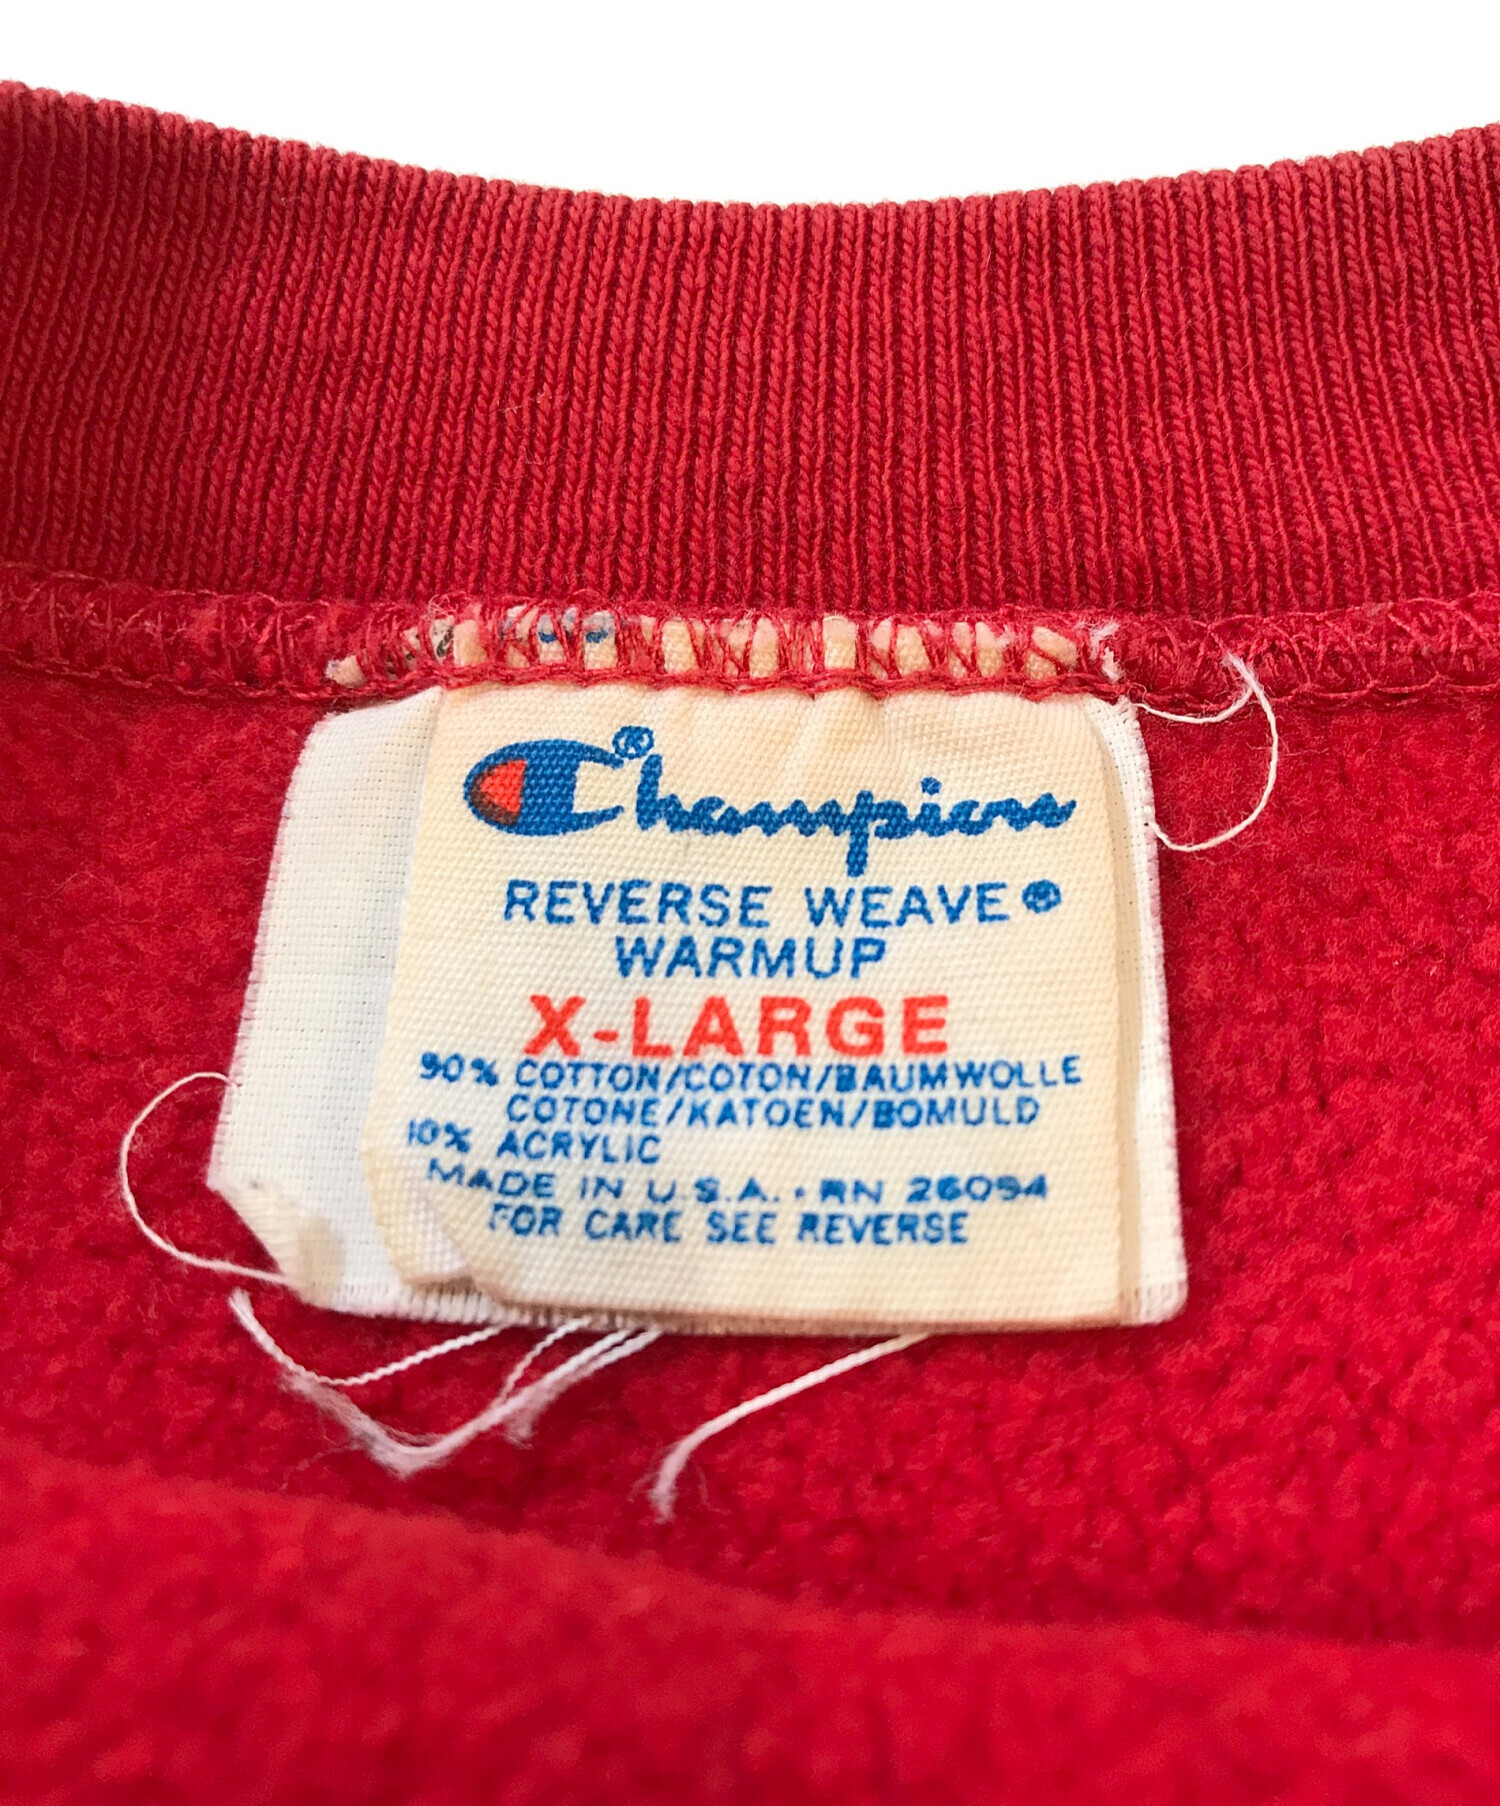 Champion®
REVERSE WEAVE®
WARMUP
X-LARGE
90% COTTON/COTON/BAUMWOLLE
COTONE/KATOEN/BOMULD
10% ACRYLIC
MADE IN U.S.A. • RN 26094
FOR CARE SEE REVERSE